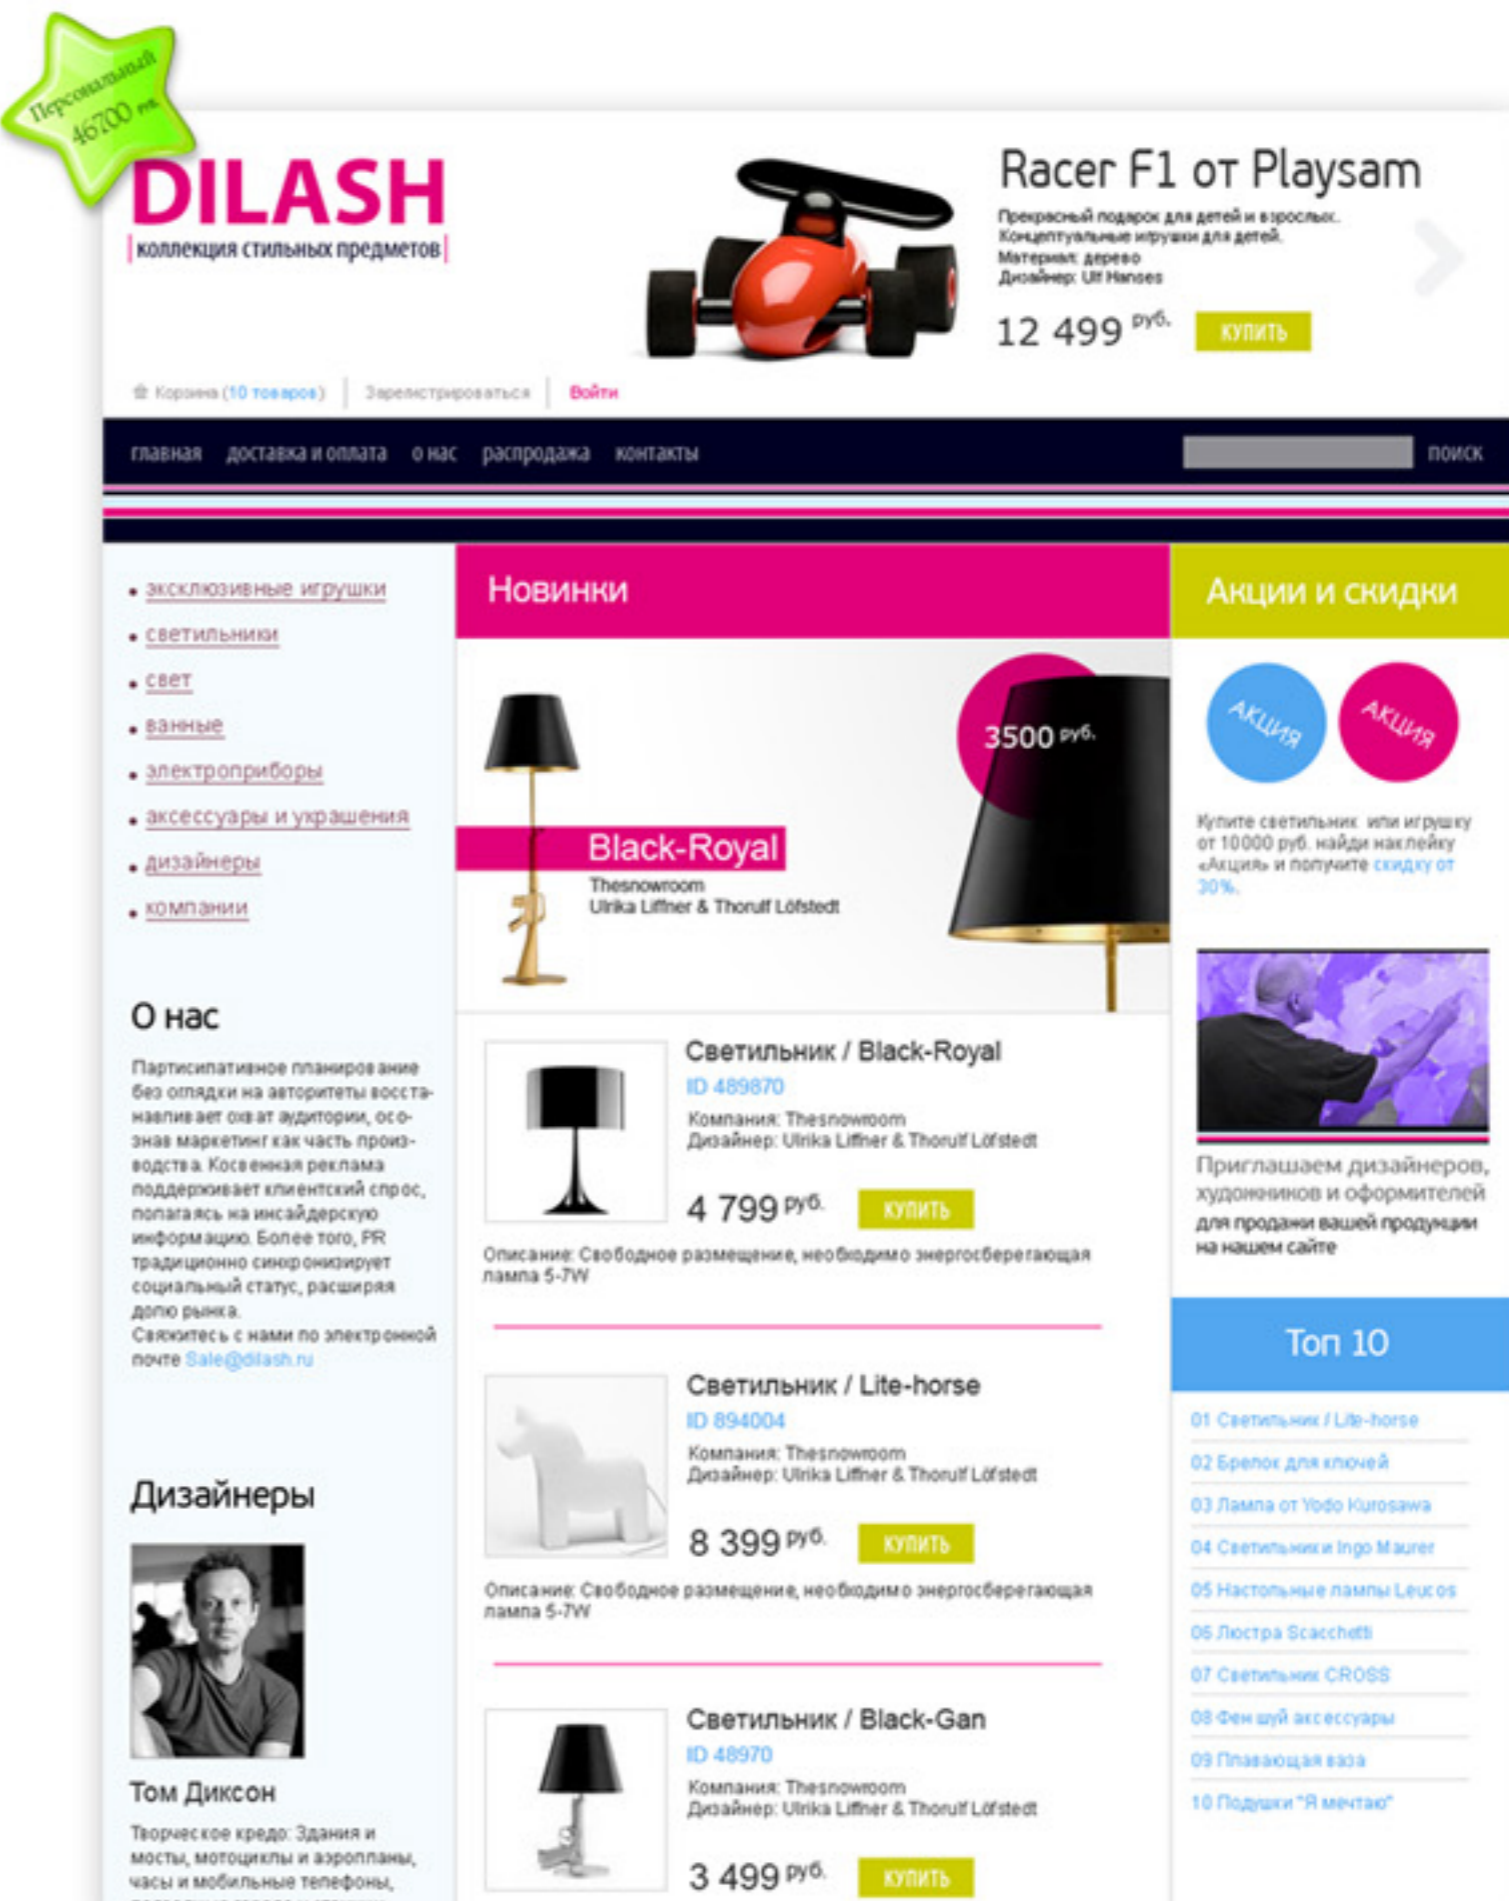 Персональный
46700 руб.
DILASH
коллекция стильных предметов
Racer F1 от Playsam
Прекрасный подарок для детей и взрослых.
Концептуальные игрушки для детей.
Материал: дерево
Дизайнер: Ulf Hanses
12 499 руб.
КУПИТЬ
Корзина (10 товаров)
Зарегистрироваться
Войти
главная
доставка и оплата
о нас
распродажа
контакты
поиск
эксклюзивные игрушки
светильники
свет
ванные
электроприборы
аксессуары и украшения
дизайнеры
компании
О нас
Партисипативное планирование
без оглядки на авторитеты восста-
навливает охват аудитории, осо-
знав маркетинг как часть произ-
водства. Косвенная реклама
поддерживает клиентский спрос,
полагаясь на инсайдерскую
информацию. Более того, PR
традиционно синхронизирует
социальный статус, расширяя
долю рынка.
Свяжитесь с нами по электронной
почте Sale@dilash.ru
Дизайнеры
Том Диксон
Творческое кредо: Здания и
мосты, мотоциклы и аэропланы,
часы и мобильные телефоны,
Новинки
3500 руб.
Black-Royal
Thesnowroom
Ulrika Liffner & Thorulf Löfstedt
Светильник / Black-Royal
ID 489870
Компания: Thesnowroom
Дизайнер: Ulrika Liffner & Thorulf Löfstedt
4 799 руб.
КУПИТЬ
Описание: Свободное размещение, необходимо энергосберегающая
лампа 5-7W
Светильник / Lite-horse
ID 894004
Компания: Thesnowroom
Дизайнер: Ulrika Liffner & Thorulf Löfstedt
8 399 руб.
КУПИТЬ
Описание: Свободное размещение, необходимо энергосберегающая
лампа 5-7W
Светильник / Black-Gan
ID 48970
Компания: Thesnowroom
Дизайнер: Ulrika Liffner & Thorulf Löfstedt
3 499 руб.
КУПИТЬ
Акции и скидки
АКЦИЯ
АКЦИЯ
Купите светильник или игрушку
от 10000 руб. найди наклейку
«Акция» и получите скидку от
30%.
Приглашаем дизайнеров,
художников и оформителей
для продажи вашей продукции
на нашем сайте
Топ 10
01 Светильник / Lite-horse
02 Брелок для ключей
03 Лампа от Yodo Kurosawa
04 Светильники Ingo Maurer
05 Настольные лампы Leucos
06 Люстра Scacchetti
07 Светильник CROSS
08 Фен шуй аксессуары
09 Плавающая ваза
10 Подушки "Я мечтаю"